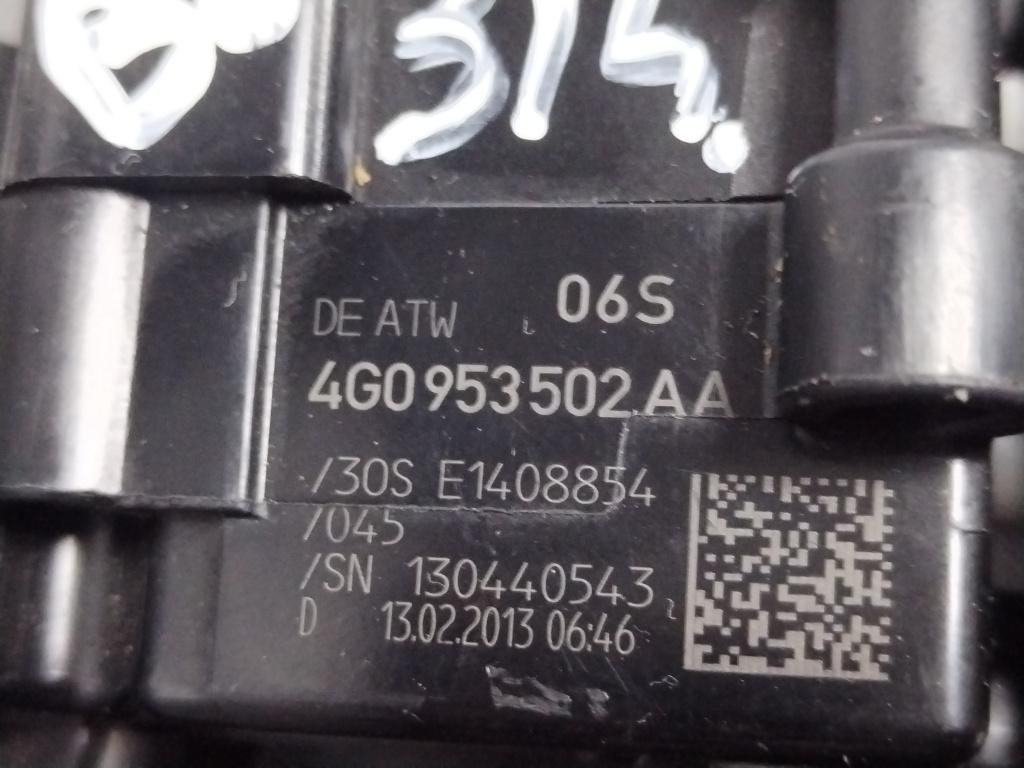 314.
DE ATW 06S
4G0953502AA
/30S E1408854
/045
/SN 130440543
D 13.02.2013 06:46